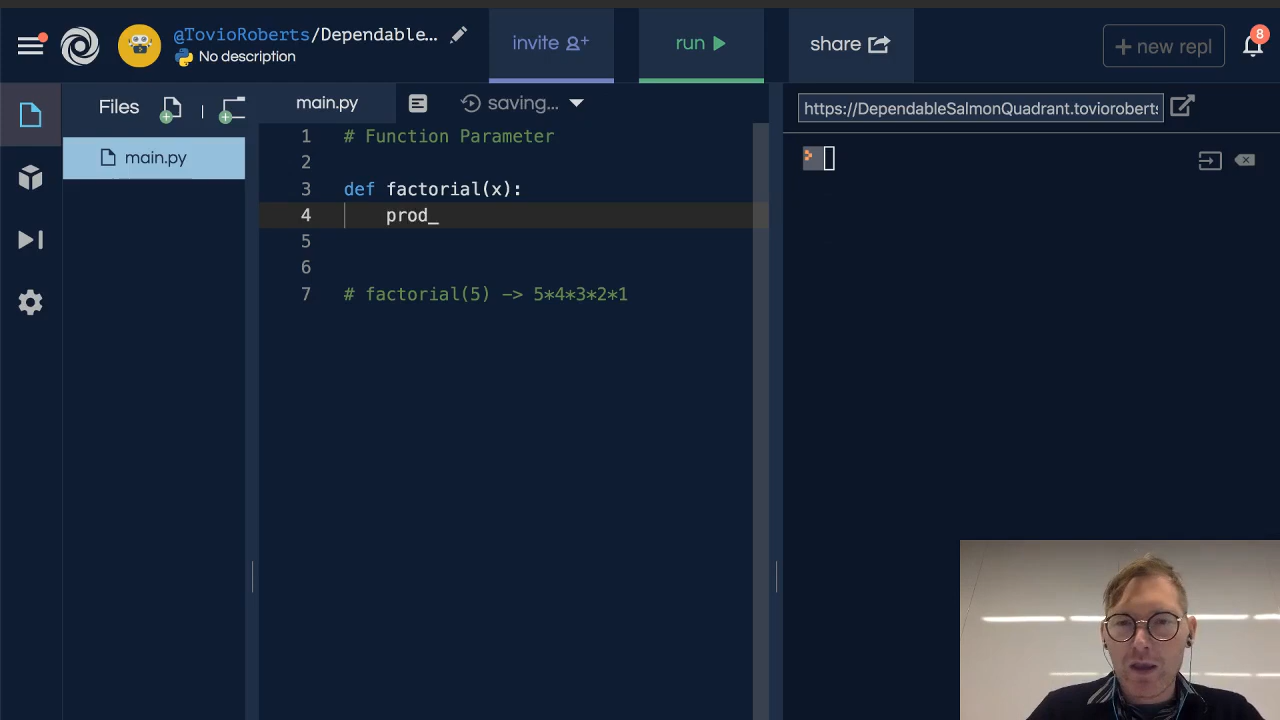 @TovioRoberts/Dependable...
No description
invite
run
share
+ new repl
8
Files
main.py
main.py
saving...
1 # Function Parameter
2
3 def factorial(x):
4 prod_
5
6
7 # factorial(5) -> 5*4*3*2*1
https://DependableSalmonQuadrant.tovioroberts